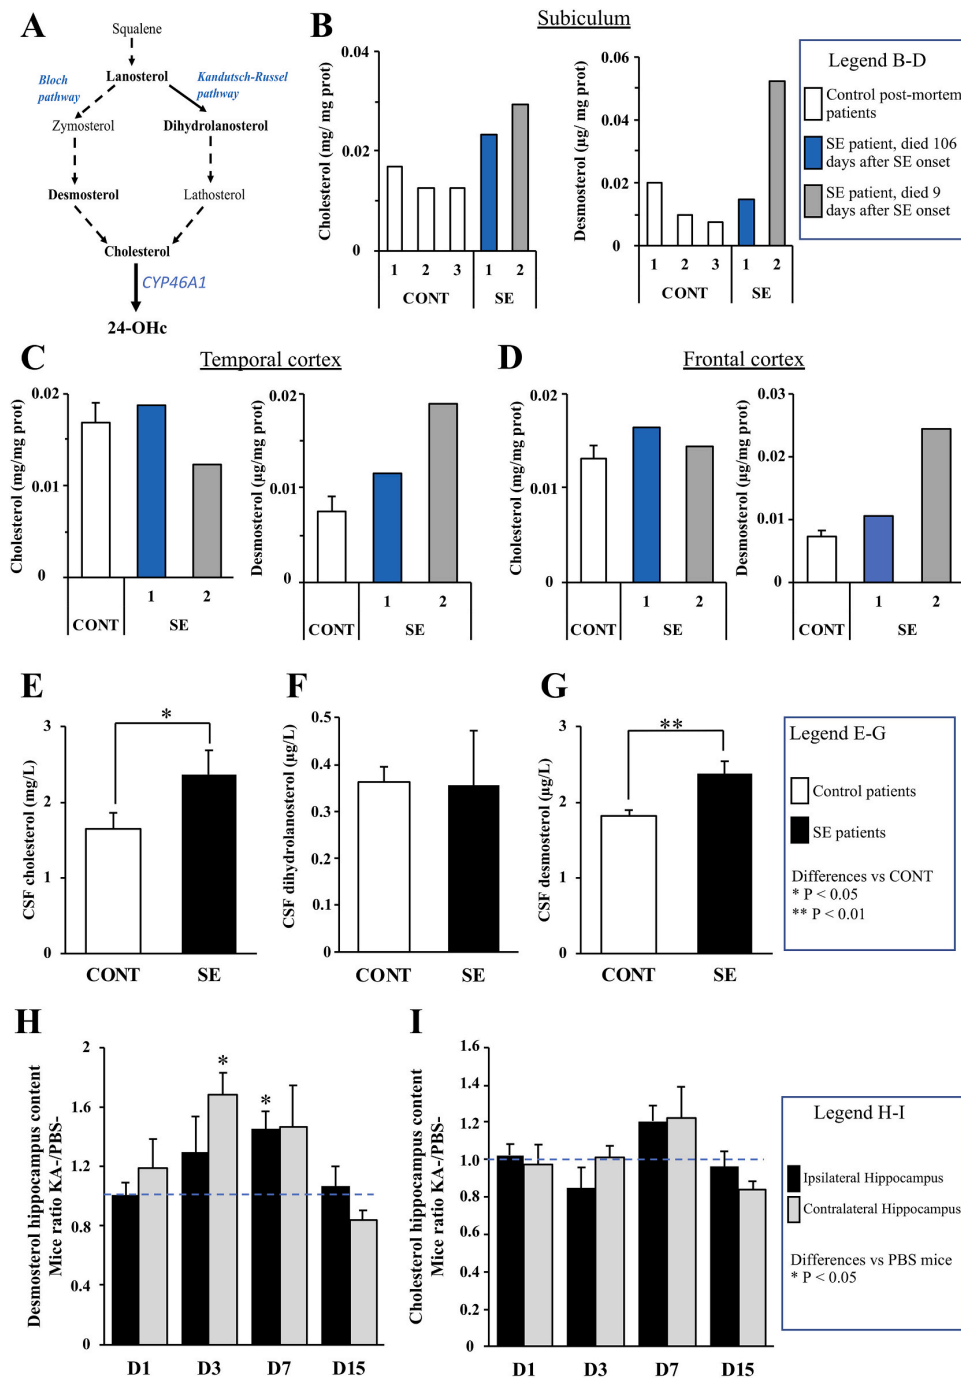 A
Squalene
Bloch
pathway
Lanosterol
Kandutsch-Russel
pathway
Zymosterol
Dihydrolanosterol
Desmosterol
Lathosterol
Cholesterol
CYP46A1
24-OHc
B
Subiculum
Cholesterol (mg/ mg prot)
0.04
0.02
0
1 2 3 1 2
CONT SE
Desmosterol (µg/ mg prot)
0.06
0.04
0.02
0
1 2 3 1 2
CONT SE
Legend B-D
Control post-mortem
patients
SE patient, died 106
days after SE onset
SE patient, died 9
days after SE onset
C
Temporal cortex
Cholesterol (mg/mg prot)
0.02
0.01
0
1 2
CONT SE
Desmosterol (µg/mg prot)
0.02
0.01
0
1 2
CONT SE
D
Frontal cortex
Cholesterol (mg/mg prot)
0.02
0.01
0
1 2
CONT SE
Desmosterol (µg/mg prot)
0.03
0.02
0.01
0
1 2
CONT SE
E
CSF cholesterol (mg/L)
3
2
1
0
*
CONT SE
F
CSF dihydrolanosterol (µg/L)
0.5
0.4
0.3
0.2
0.1
0
CONT SE
G
CSF desmosterol (µg/L)
3
2
1
0
**
CONT SE
Legend E-G
Control patients
SE patients
Differences vs CONT
* P < 0.05
** P < 0.01
H
Desmosterol hippocampus content
Mice ratio KA-/PBS-
2
1.6
1.2
0.8
0.4
0
*
*
D1 D3 D7 D15
I
Cholesterol hippocampus content
Mice ratio KA-/PBS-
1.6
1.4
1.2
1.0
0.8
0.6
0.4
0.2
0
D1 D3 D7 D15
Legend H-I
Ipsilateral Hippocampus
Contralateral Hippocampus
Differences vs PBS mice
* P < 0.05